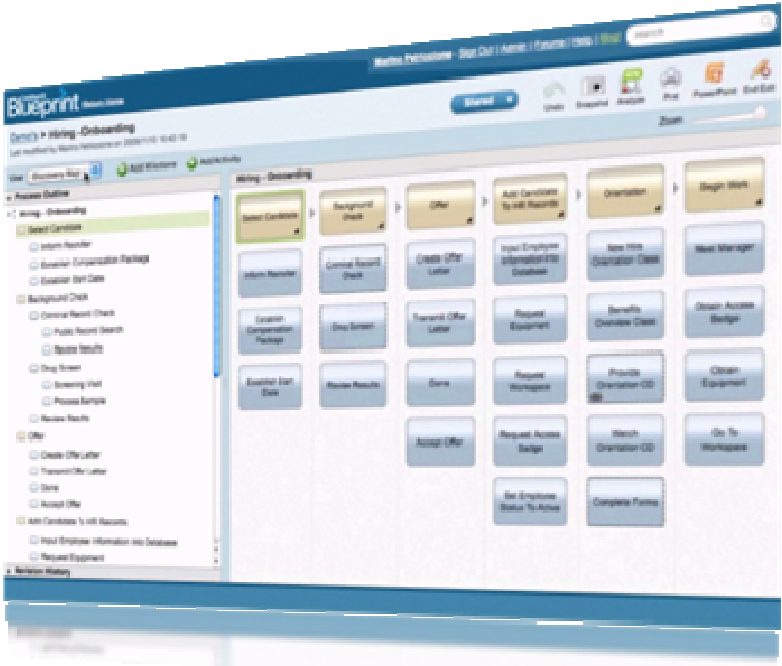 Blueprint
Sign Out | Admin | Forums | Help | Blog
search
Demo's > Hiring -Onboarding
Shared
Undo
Snapshot
Analyze
Print
PowerPoint
End Edit
Zoom
Add Milestone
Add Activity
Process Outline
Hiring - Onboarding
Select Candidate
Inform Recruiter
Establish Compensation Package
Establish Start Date
Background Check
Criminal Record Check
Public Record Search
Review Results
Drug Screen
Screening Visit
Process Sample
Review Results
Offer
Create Offer Letter
Transmit Offer Letter
Done
Accept Offer
Add Candidate To HR Records
Input Employee Information into Database
Request Equipment
Revision History
Hiring - Onboarding
Select Candidate
Inform Recruiter
Establish
Compensation
Package
Establish Start
Date
Background
Check
Criminal Record
Check
Drug Screen
Review Results
Offer
Create Offer
Letter
Transmit Offer
Letter
Done
Accept Offer
Add Candidate
To HR Records
Input Employee
Information into
Database
Request
Equipment
Request
Workspace
Request Access
Badge
Set Employee
Status To Active
Orientation
New Hire
Orientation Class
Benefits
Overview Class
Provide
Orientation CD
Watch
Orientation CD
Complete Forms
Begin Work
Meet Manager
Obtain Access
Badge
Obtain
Equipment
Go To
Workspace